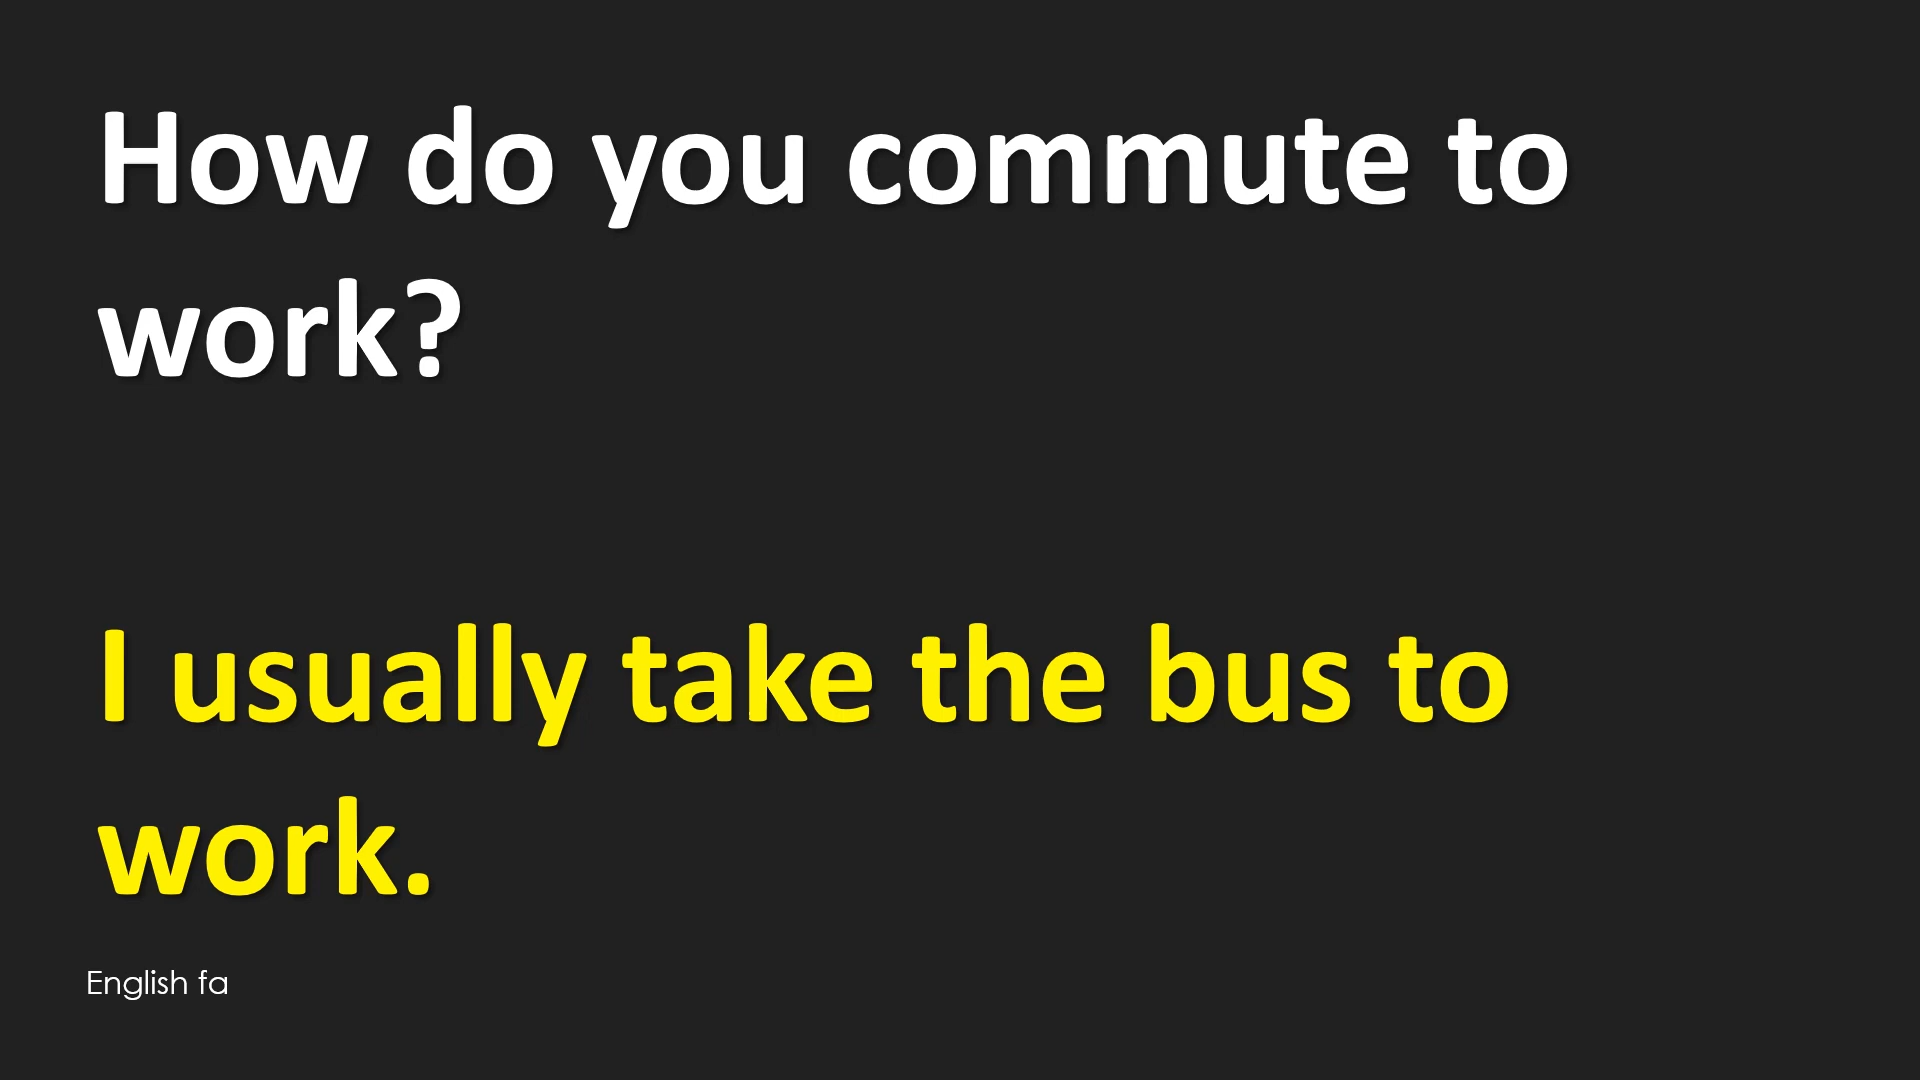 How do you commute to
work?
I usually take the bus to
work.
English fa